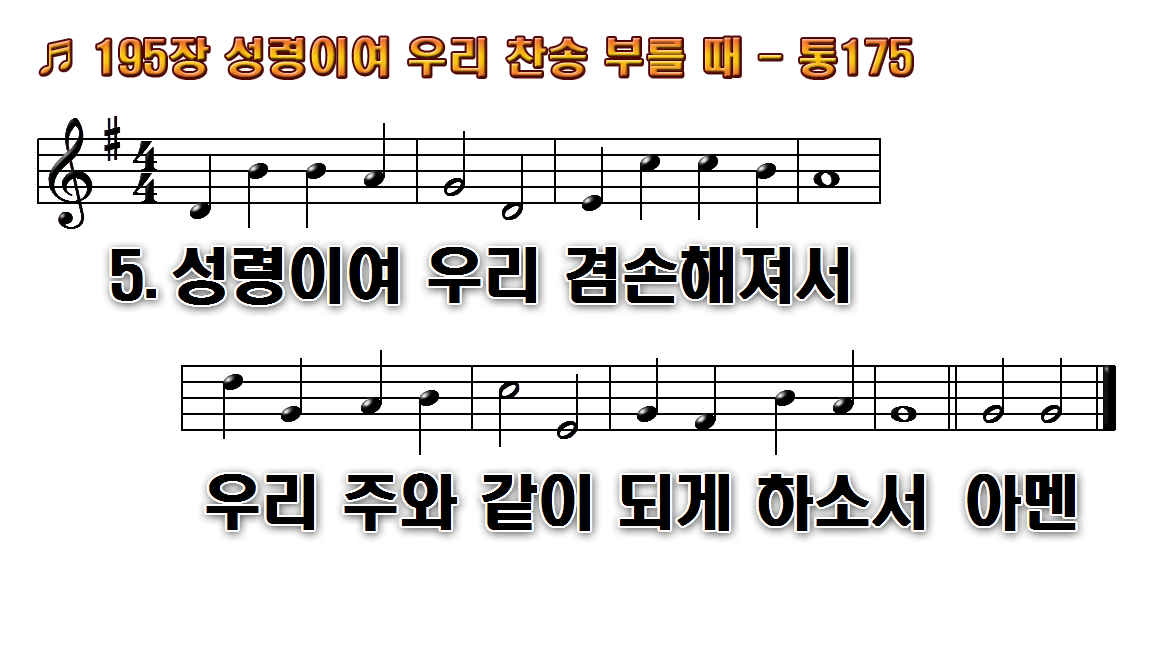 ♬ 195장 성령이여 우리 찬송 부를 때 - 통175
5. 성령이여 우리 겸손해져서
우리 주와 같이 되게 하소서 아멘